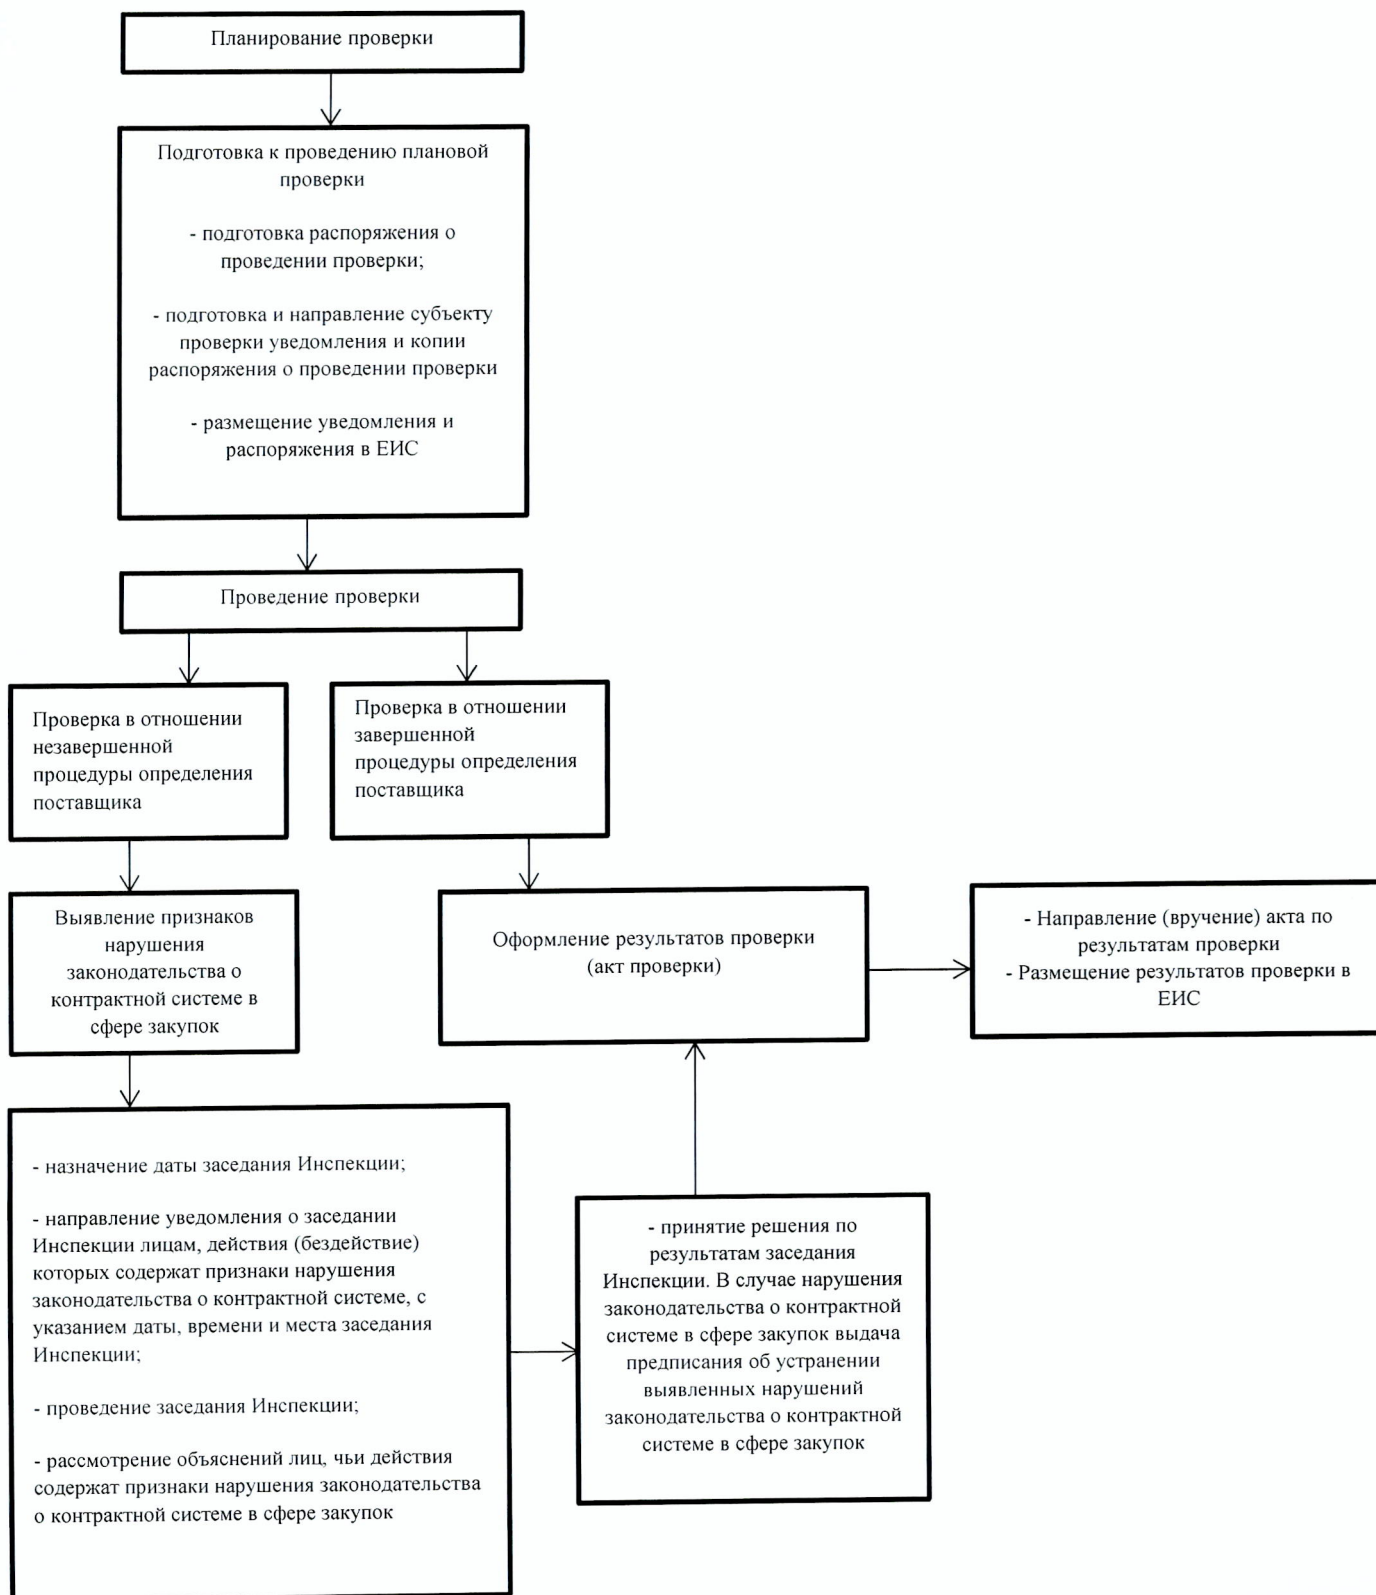 Планирование проверки
Подготовка к проведению плановой
проверки
- подготовка распоряжения о
проведении проверки;
- подготовка и направление субъекту
проверки уведомления и копии
распоряжения о проведении проверки
- размещение уведомления и
распоряжения в ЕИС
Проведение проверки
Проверка в отношении
незавершенной
процедуры определения
поставщика
Проверка в отношении
завершенной
процедуры определения
поставщика
Выявление признаков
нарушения
законодательства о
контрактной системе в
сфере закупок
Оформление результатов проверки
(акт проверки)
- Направление (вручение) акта по
результатам проверки
- Размещение результатов проверки в
ЕИС
- назначение даты заседания Инспекции;
- направление уведомления о заседании
Инспекции лицам, действия (бездействие)
которых содержат признаки нарушения
законодательства о контрактной системе, с
указанием даты, времени и места заседания
Инспекции;
- проведение заседания Инспекции;
- рассмотрение объяснений лиц, чьи действия
содержат признаки нарушения законодательства
о контрактной системе в сфере закупок
- принятие решения по
результатам заседания
Инспекции. В случае нарушения
законодательства о контрактной
системе в сфере закупок выдача
предписания об устранении
выявленных нарушений
законодательства о контрактной
системе в сфере закупок